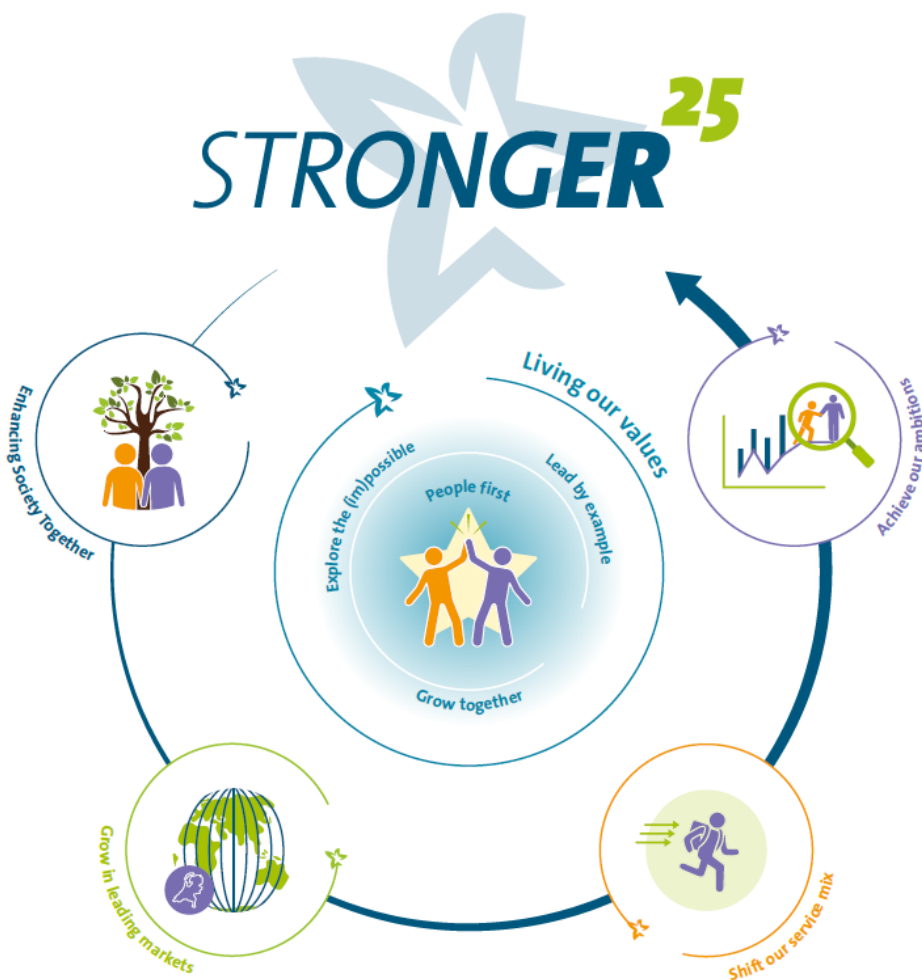 STRONGER 25
Living our values
Explore the (im)possible
People first
Lead by example
Grow together
Enhancing Society Together
Grow in leading markets
Shift our service mix
Achieve our ambitions